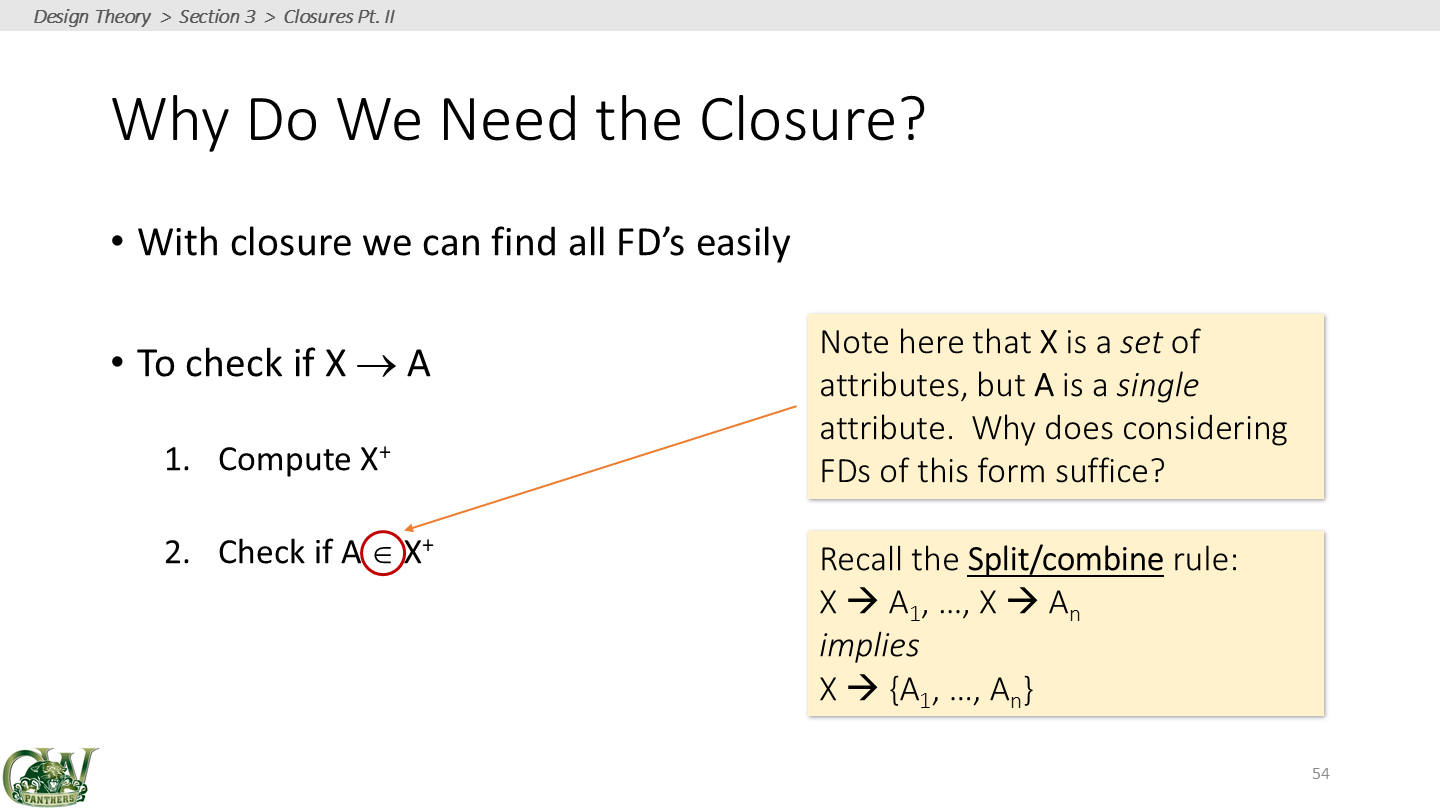 Design Theory > Section 3 > Closures Pt. II
Why Do We Need the Closure?
• With closure we can find all FD’s easily
• To check if X → A
1. Compute X⁺
2. Check if A ∈ X⁺
Note here that X is a set of
attributes, but A is a single
attribute. Why does considering
FDs of this form suffice?
Recall the Split/combine rule:
X → A₁, …, X → Aₙ
implies
X → {A₁, …, Aₙ}
CW
PANTHERS
54